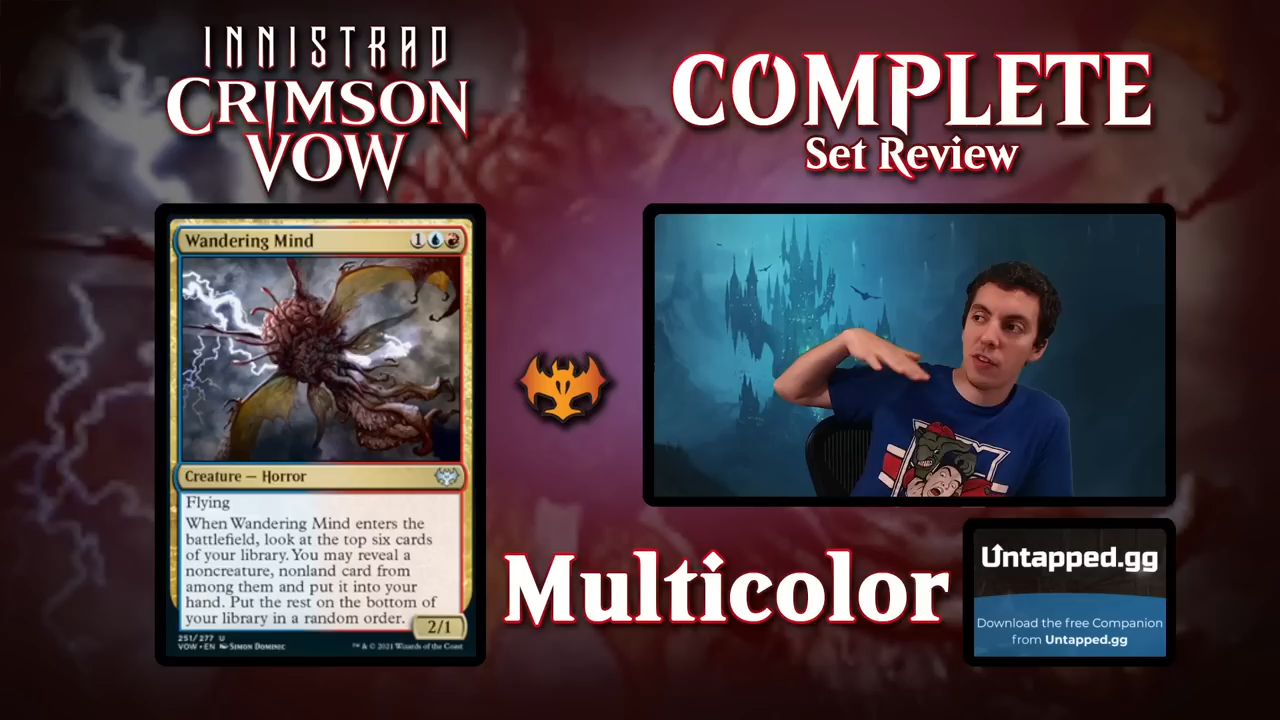 INNISTRAD
CRIMSON
VOW
COMPLETE
Set Review
Wandering Mind
1
Creature — Horror
Flying
When Wandering Mind enters the
battlefield, look at the top six cards
of your library. You may reveal a
noncreature, nonland card from
among them and put it into your
hand. Put the rest on the bottom of
your library in a random order.
2/1
251/277 U
VOW • EN SIMON DOMINIC
™ & © 2021 Wizards of the Coast
Multicolor
Untapped.gg
Download the free Companion
from Untapped.gg